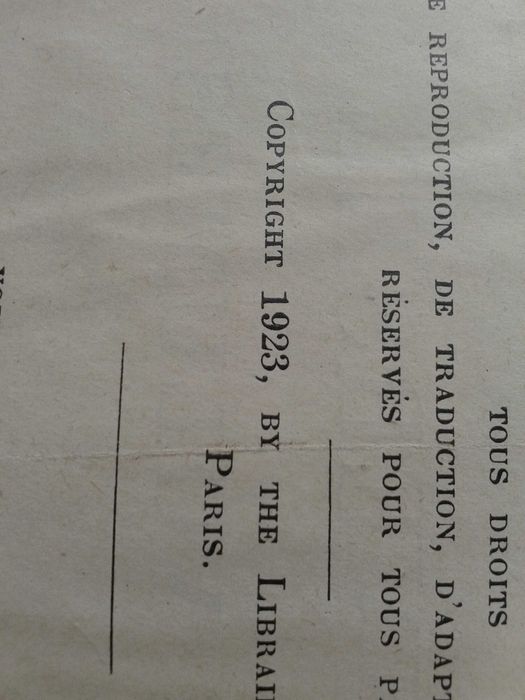 TOUS DROITS
E REPRODUCTION, DE TRADUCTION, D'ADAPT
RÉSERVÉS POUR TOUS P
COPYRIGHT 1923, BY THE LIBRAI
PARIS.